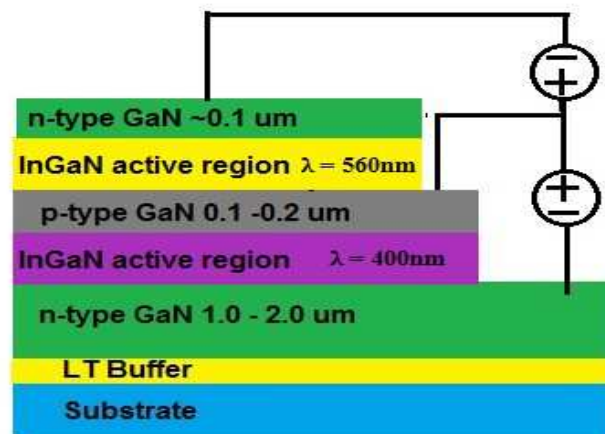 n-type GaN ~0.1 um
InGaN active region λ = 560nm
p-type GaN 0.1 -0.2 um
InGaN active region λ = 400nm
n-type GaN 1.0 - 2.0 um
LT Buffer
Substrate
−
+
+
−